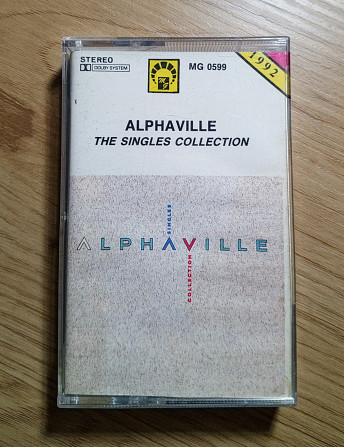 STEREO
DOLBY SYSTEM
MG 0599
1992
ALPHAVILLE
THE SINGLES COLLECTION
SINGLES
ALPHAVILLE
COLLECTION